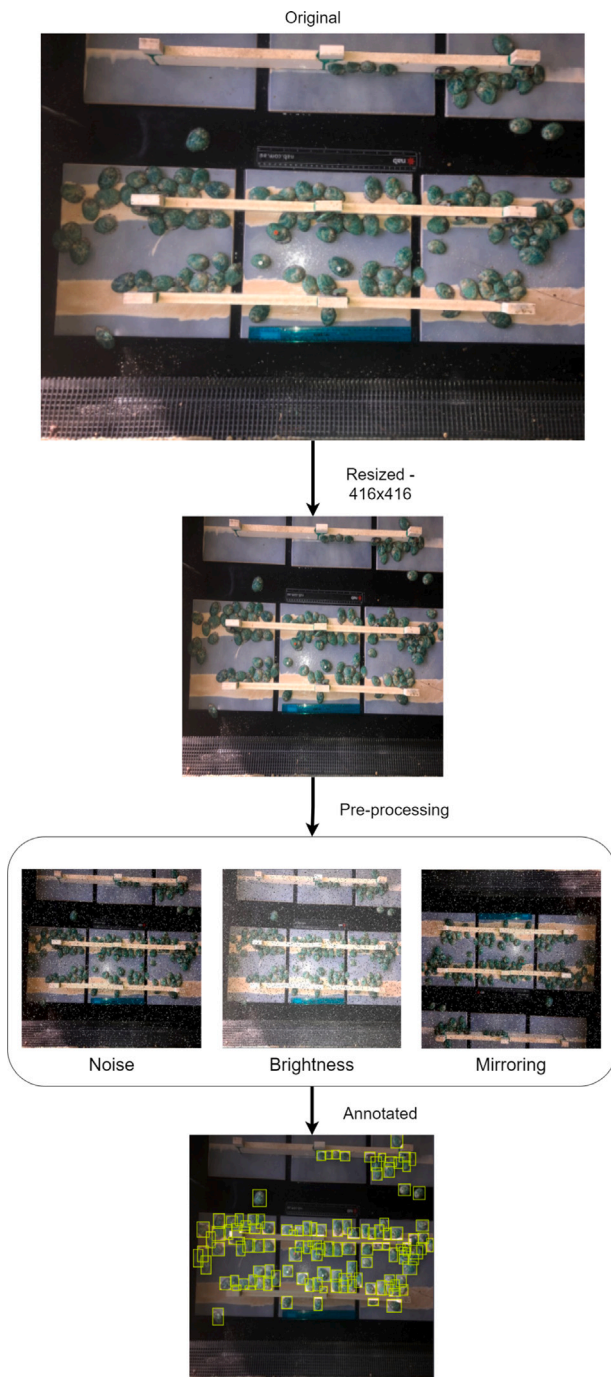 Original
Resized -
416x416
Pre-processing
Noise
Brightness
Mirroring
Annotated